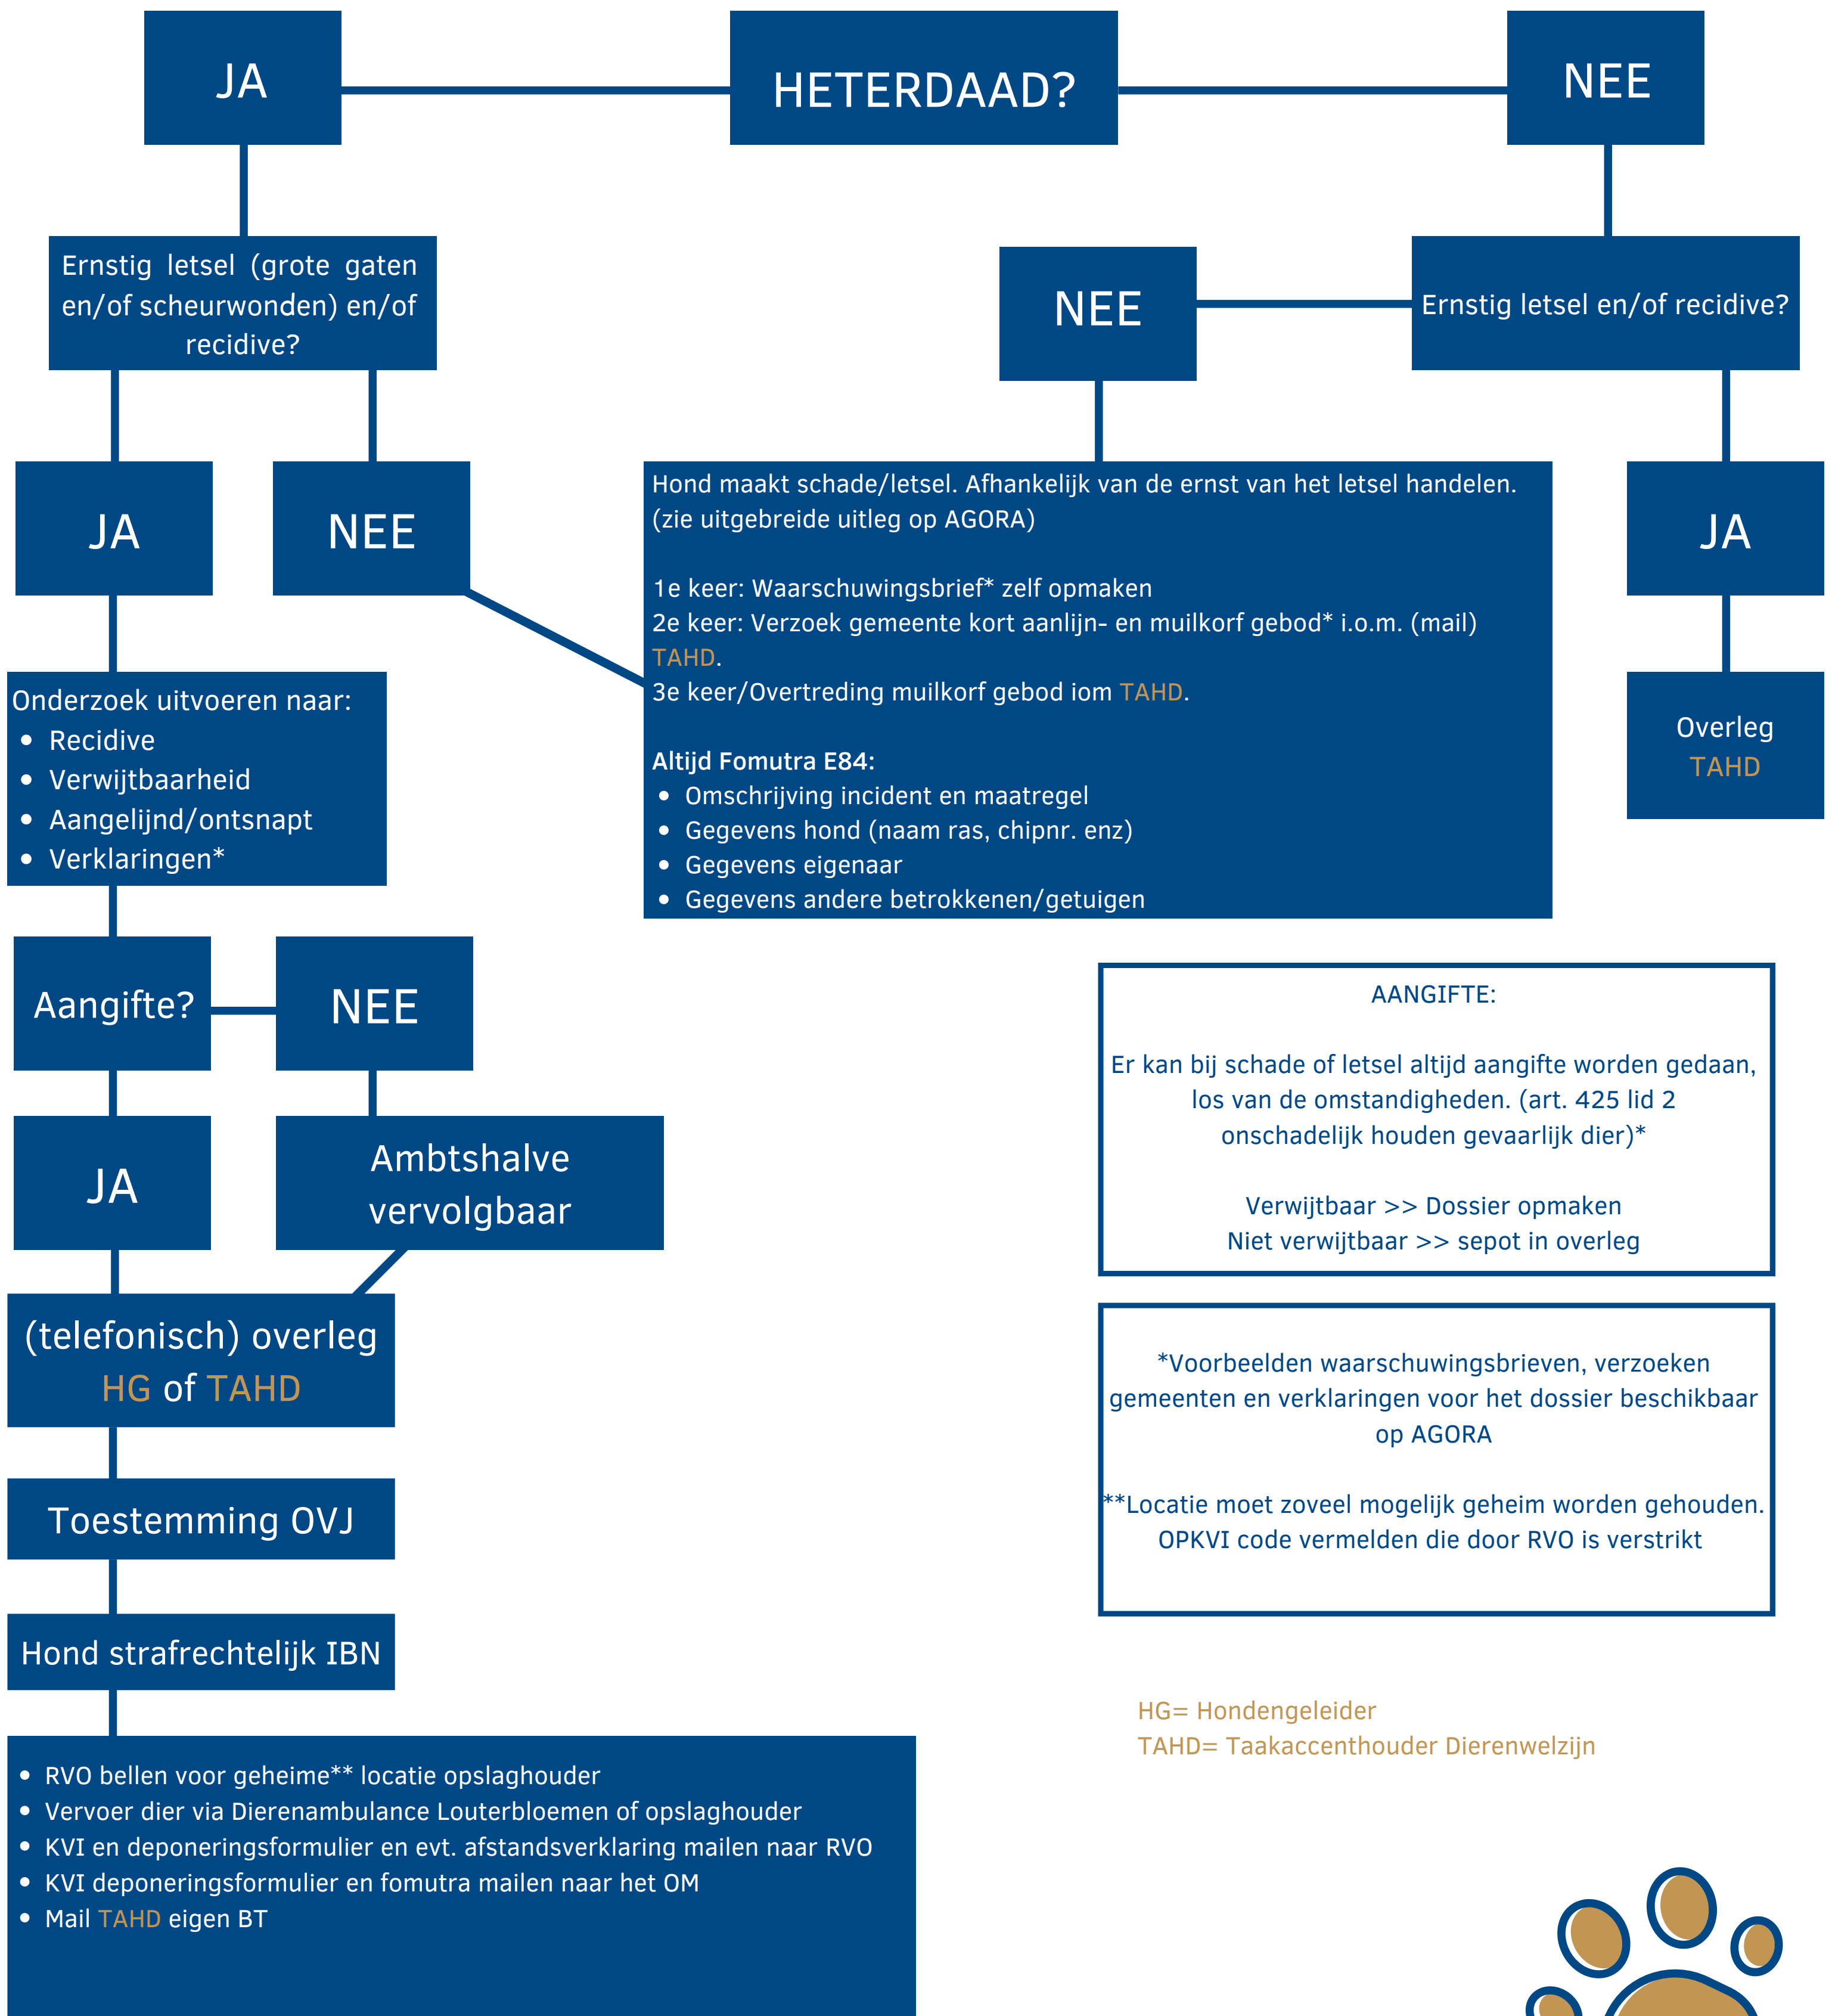 JA
HETERDAAD?
NEE
Ernstig letsel (grote gaten
en/of scheurwonden) en/of
recidive?
NEE
Ernstig letsel en/of recidive?
JA
NEE
Hond maakt schade/letsel. Afhankelijk van de ernst van het letsel handelen.
(zie uitgebreide uitleg op AGORA)
1e keer: Waarschuwingsbrief* zelf opmaken
2e keer: Verzoek gemeente kort aanlijn- en muilkorf gebod* i.o.m. (mail)
TAHD.
3e keer/Overtreding muilkorf gebod iom TAHD.
Altijd Fomutra E84:
• Omschrijving incident en maatregel
• Gegevens hond (naam ras, chipnr. enz)
• Gegevens eigenaar
• Gegevens andere betrokkenen/getuigen
JA
Overleg
TAHD
Onderzoek uitvoeren naar:
• Recidive
• Verwijtbaarheid
• Aangelijnd/ontsnapt
• Verklaringen*
Aangifte?
NEE
JA
Ambtshalve
vervolgbaar
(telefonisch) overleg
HG of TAHD
Toestemming OVJ
Hond strafrechtelijk IBN
• RVO bellen voor geheime** locatie opslaghouder
• Vervoer dier via Dierenambulance Louterbloemen of opslaghouder
• KVI en deponeringsformulier en evt. afstandsverklaring mailen naar RVO
• KVI deponeringsformulier en fomutra mailen naar het OM
• Mail TAHD eigen BT
AANGIFTE:
Er kan bij schade of letsel altijd aangifte worden gedaan,
los van de omstandigheden. (art. 425 lid 2
onschadelijk houden gevaarlijk dier)*
Verwijtbaar >> Dossier opmaken
Niet verwijtbaar >> sepot in overleg
*Voorbeelden waarschuwingsbrieven, verzoeken
gemeenten en verklaringen voor het dossier beschikbaar
op AGORA
**Locatie moet zoveel mogelijk geheim worden gehouden.
OPKVI code vermelden die door RVO is verstrikt
HG= Hondengeleider
TAHD= Taakaccenthouder Dierenwelzijn